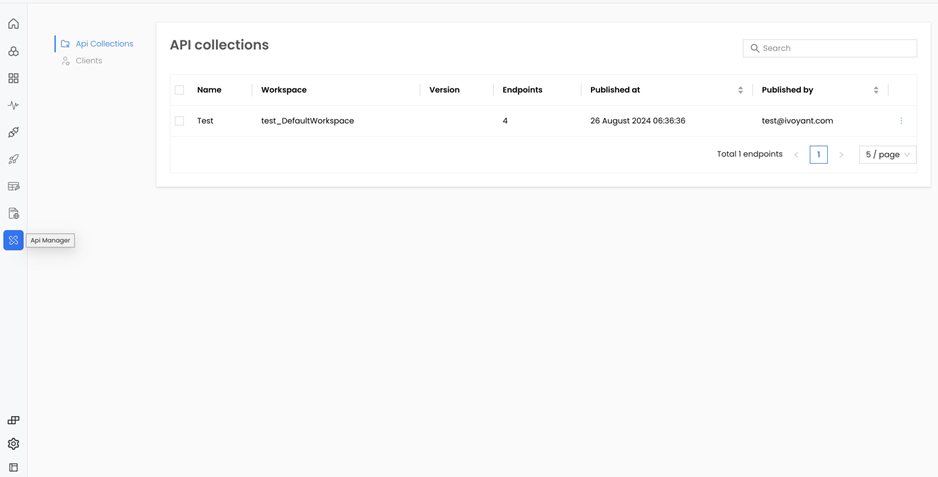 Api Collections
Clients
API collections
Search
Name Workspace Version Endpoints Published at Published by
Test test_DefaultWorkspace 4 26 August 2024 06:36:36 test@ivoyant.com
Total 1 endpoints 1 5 / page
Api Manager